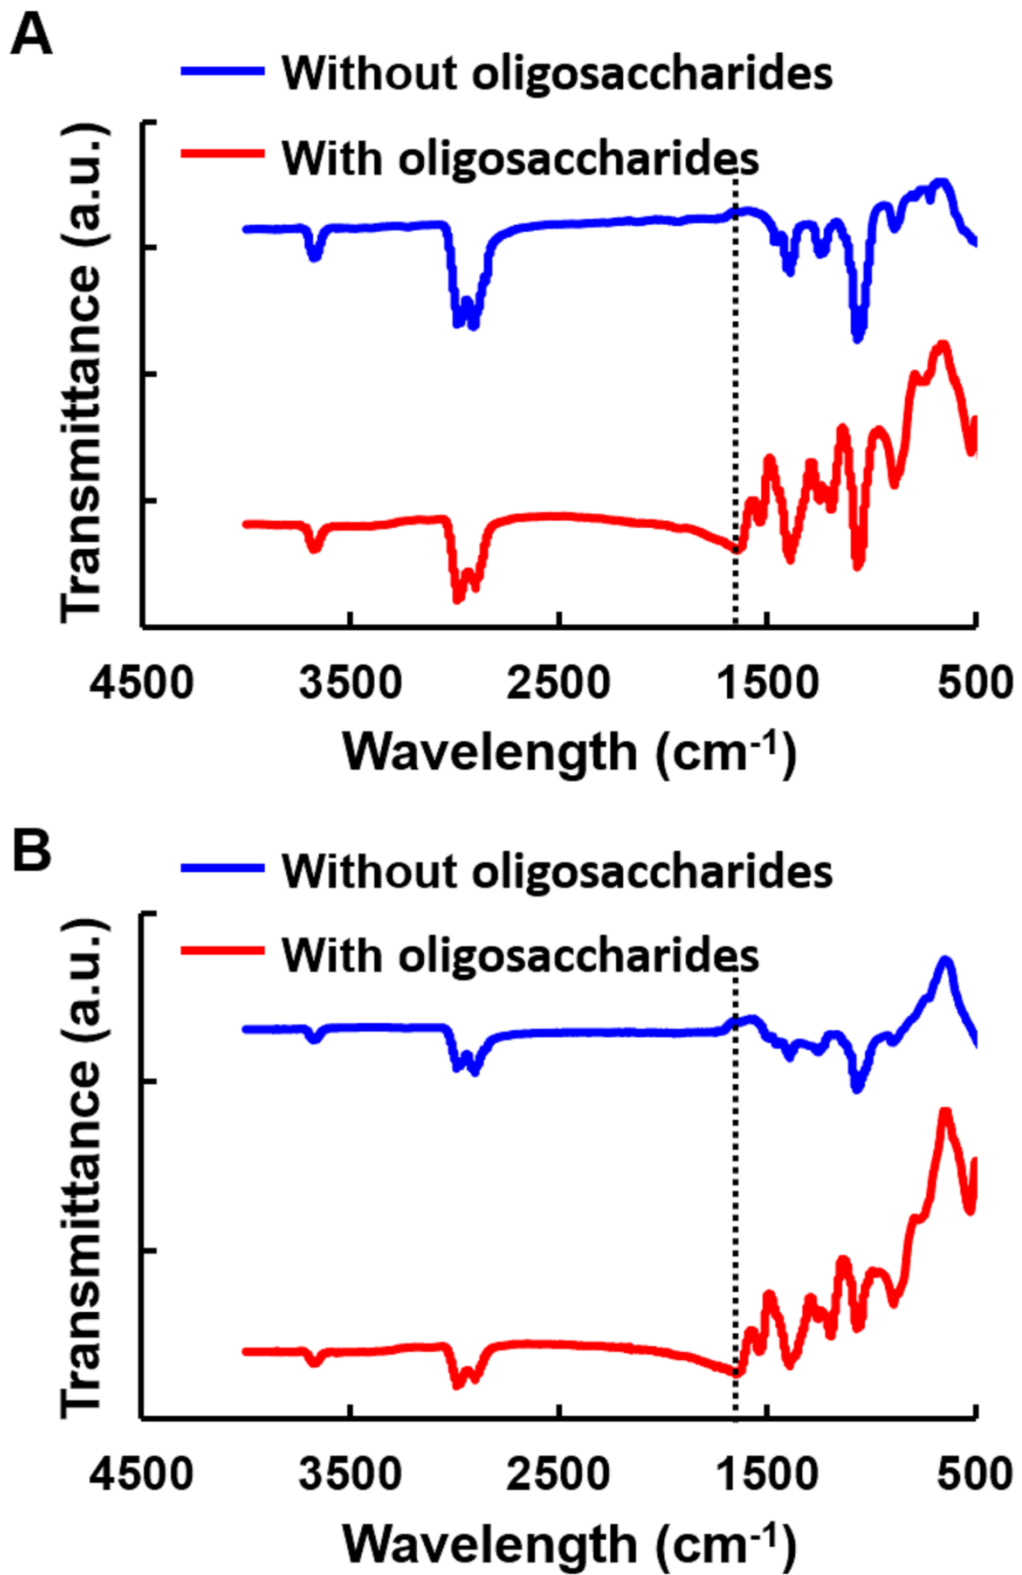 A
Without oligosaccharides
With oligosaccharides
Transmittance (a.u.)
4500 3500 2500 1500 500
Wavelength (cm-1)
B
Without oligosaccharides
With oligosaccharides
Transmittance (a.u.)
4500 3500 2500 1500 500
Wavelength (cm-1)